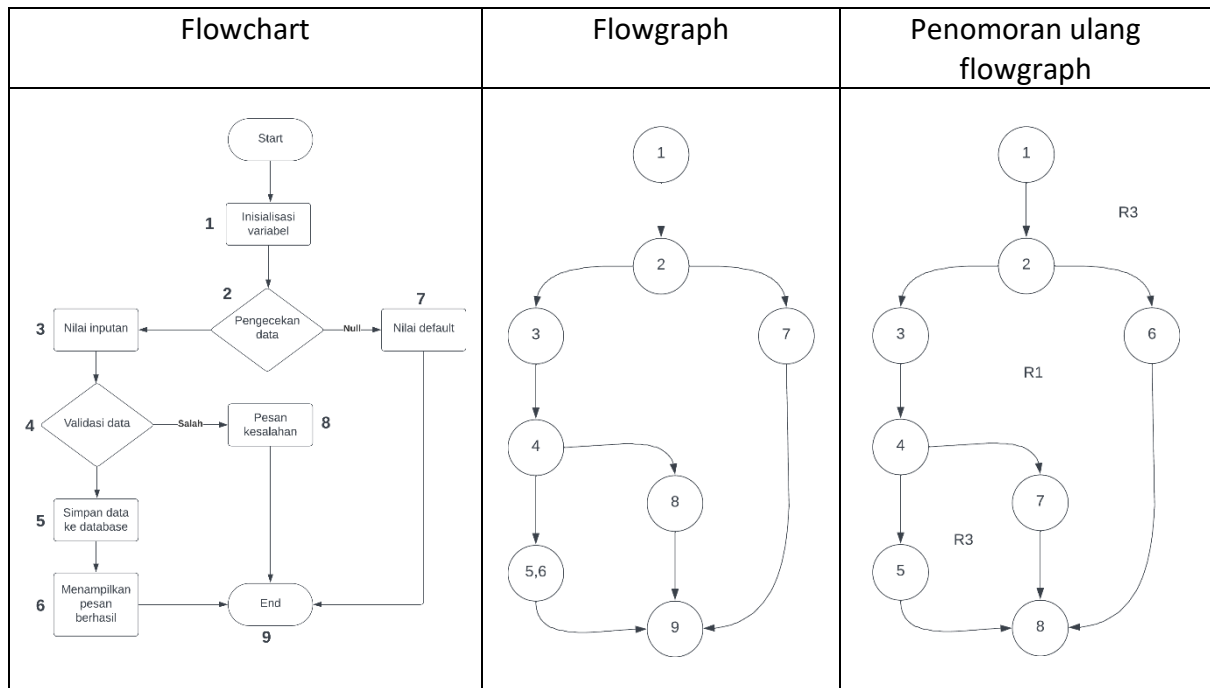 Flowchart
Flowgraph
Penomoran ulang
flowgraph
Start
1
Inisialisasi
variabel
2
Pengecekan
data
Null
7
Nilai default
3
Nilai inputan
4
Validasi data
Salah
Pesan
kesalahan
8
5
Simpan data
ke database
6
Menampilkan
pesan
berhasil
End
9
1
2
3
7
4
8
5,6
9
1
R3
2
3
6
R1
4
7
R3
5
8